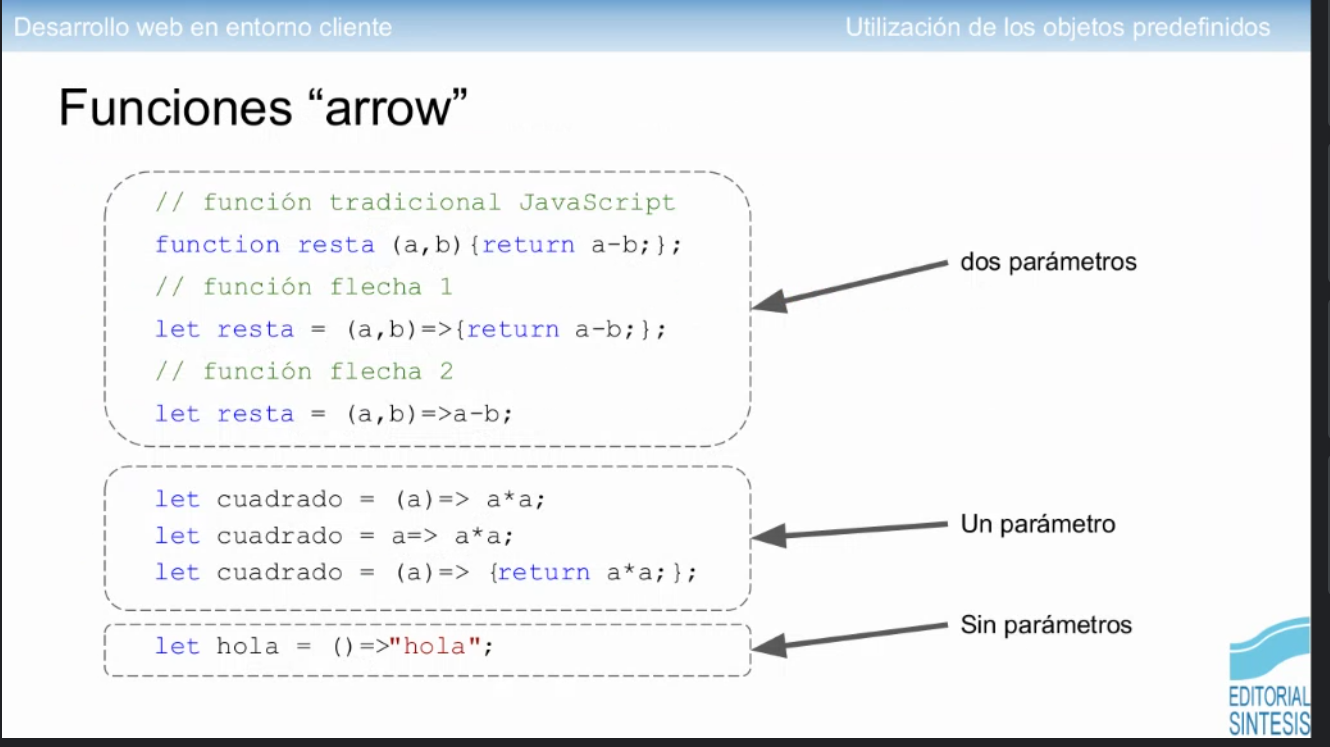 Desarrollo web en entorno cliente
Utilización de los objetos predefinidos
Funciones “arrow”
// función tradicional JavaScript
function resta (a,b){return a-b;};
// función flecha 1
let resta = (a,b)=>{return a-b;};
// función flecha 2
let resta = (a,b)=>a-b;
dos parámetros
let cuadrado = (a)=> a*a;
let cuadrado = a=> a*a;
let cuadrado = (a)=> {return a*a;};
Un parámetro
let hola = ()=>"hola";
Sin parámetros
EDITORIAL
SINTESIS